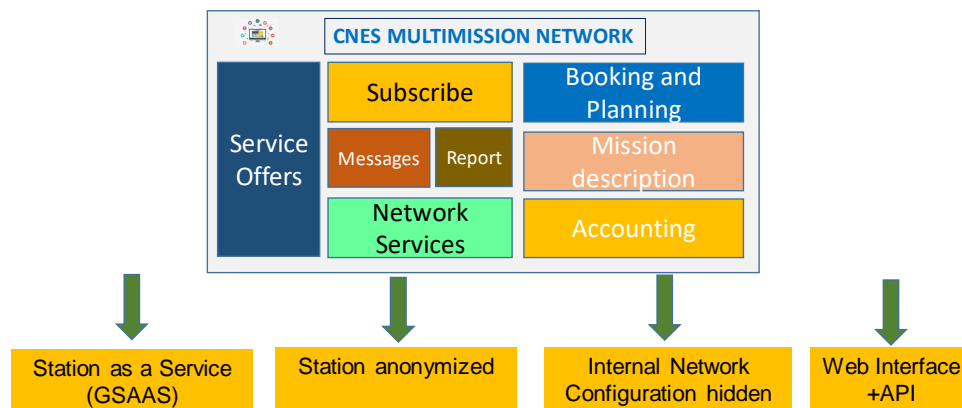 CNES MULTIMISSION NETWORK
Service
Offers
Subscribe
Messages
Report
Network
Services
Booking and
Planning
Mission
description
Accounting
Station as a Service
(GSAAS)
Station anonymized
Internal Network
Configuration hidden
Web Interface
+API